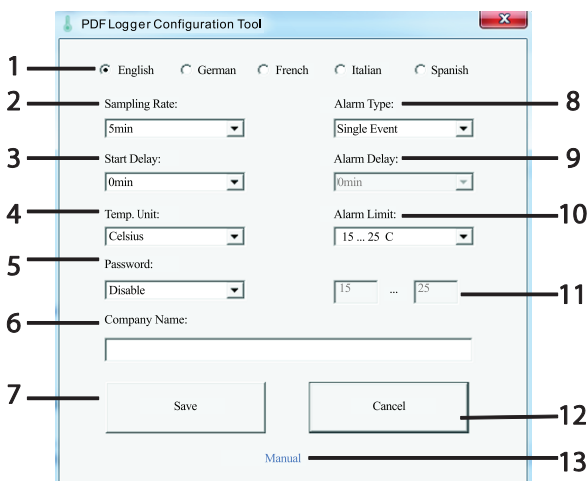 PDF Logger Configuration Tool
X
1 English German French Italian Spanish
2 Sampling Rate: Alarm Type: 8
5min Single Event
3 Start Delay: Alarm Delay: 9
0min 0min
4 Temp. Unit: Alarm Limit: 10
Celsius 15 ... 25 C
5 Password:
Disable 15 ... 25 11
6 Company Name:
7 Save Cancel 12
Manual 13